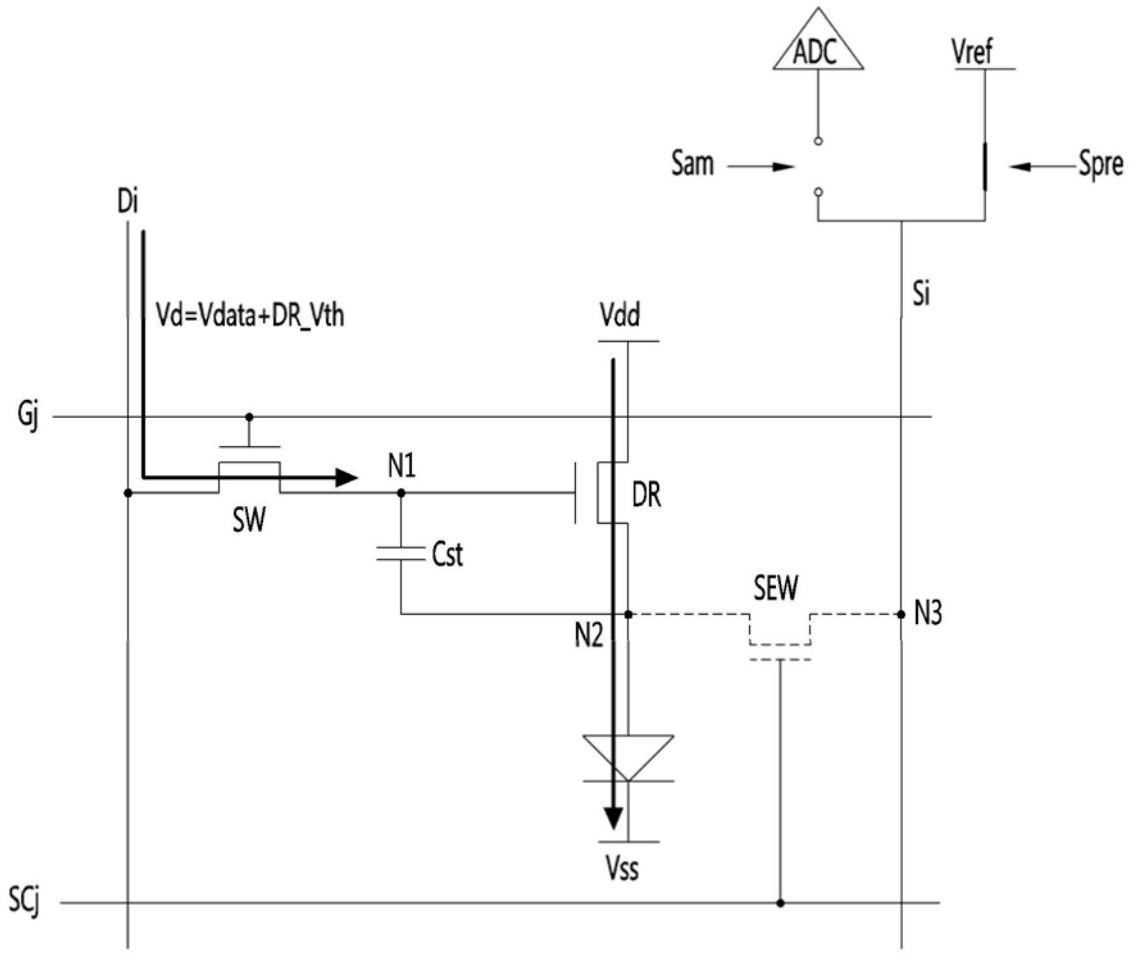 ADC
Vref
Sam
Spre
Di
Si
Vd=Vdata+DR_Vth
Vdd
Gj
N1
DR
SW
Cst
SEW
N2
N3
Vss
SCj